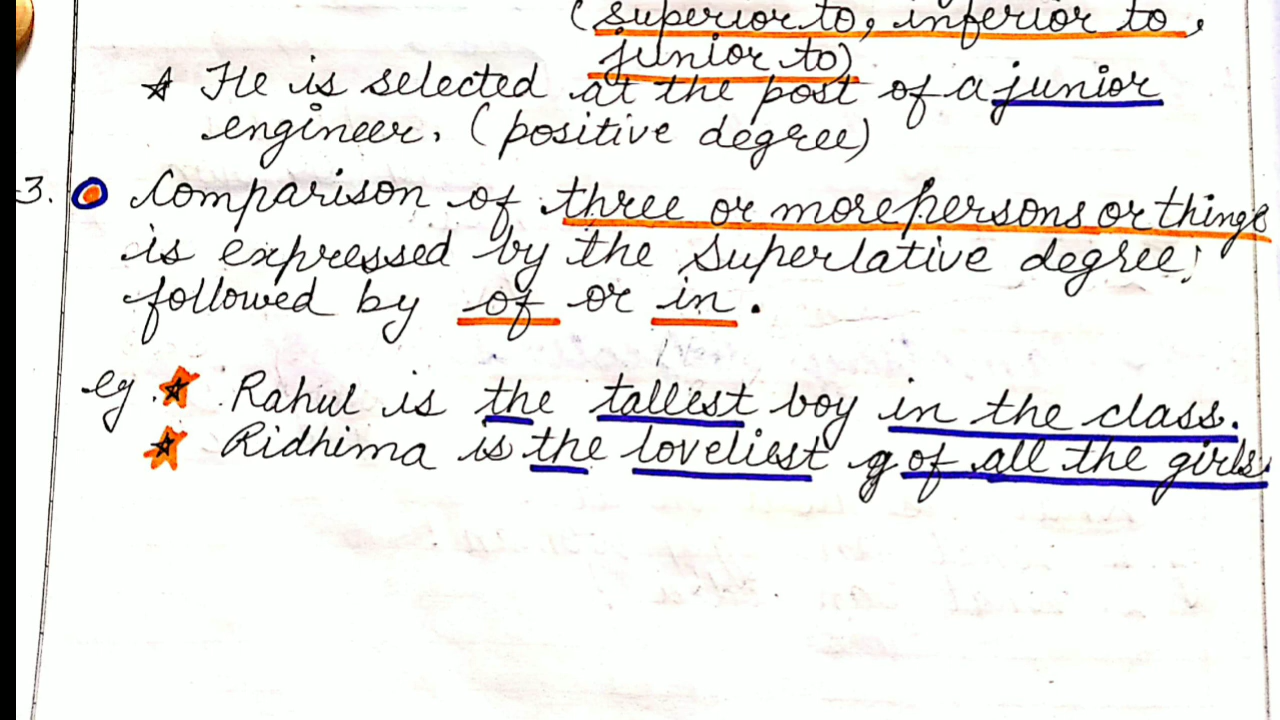 (superior to, inferior to,
junior to)
☆ He is selected at the post of a junior
engineer. (positive degree)
3. Comparison of three or more persons or things
is expressed by the superlative degree;
followed by of or in.
eg. ☆ Rahul is the tallest boy in the class.
☆ Ridhima is the loveliest g of all the girls.